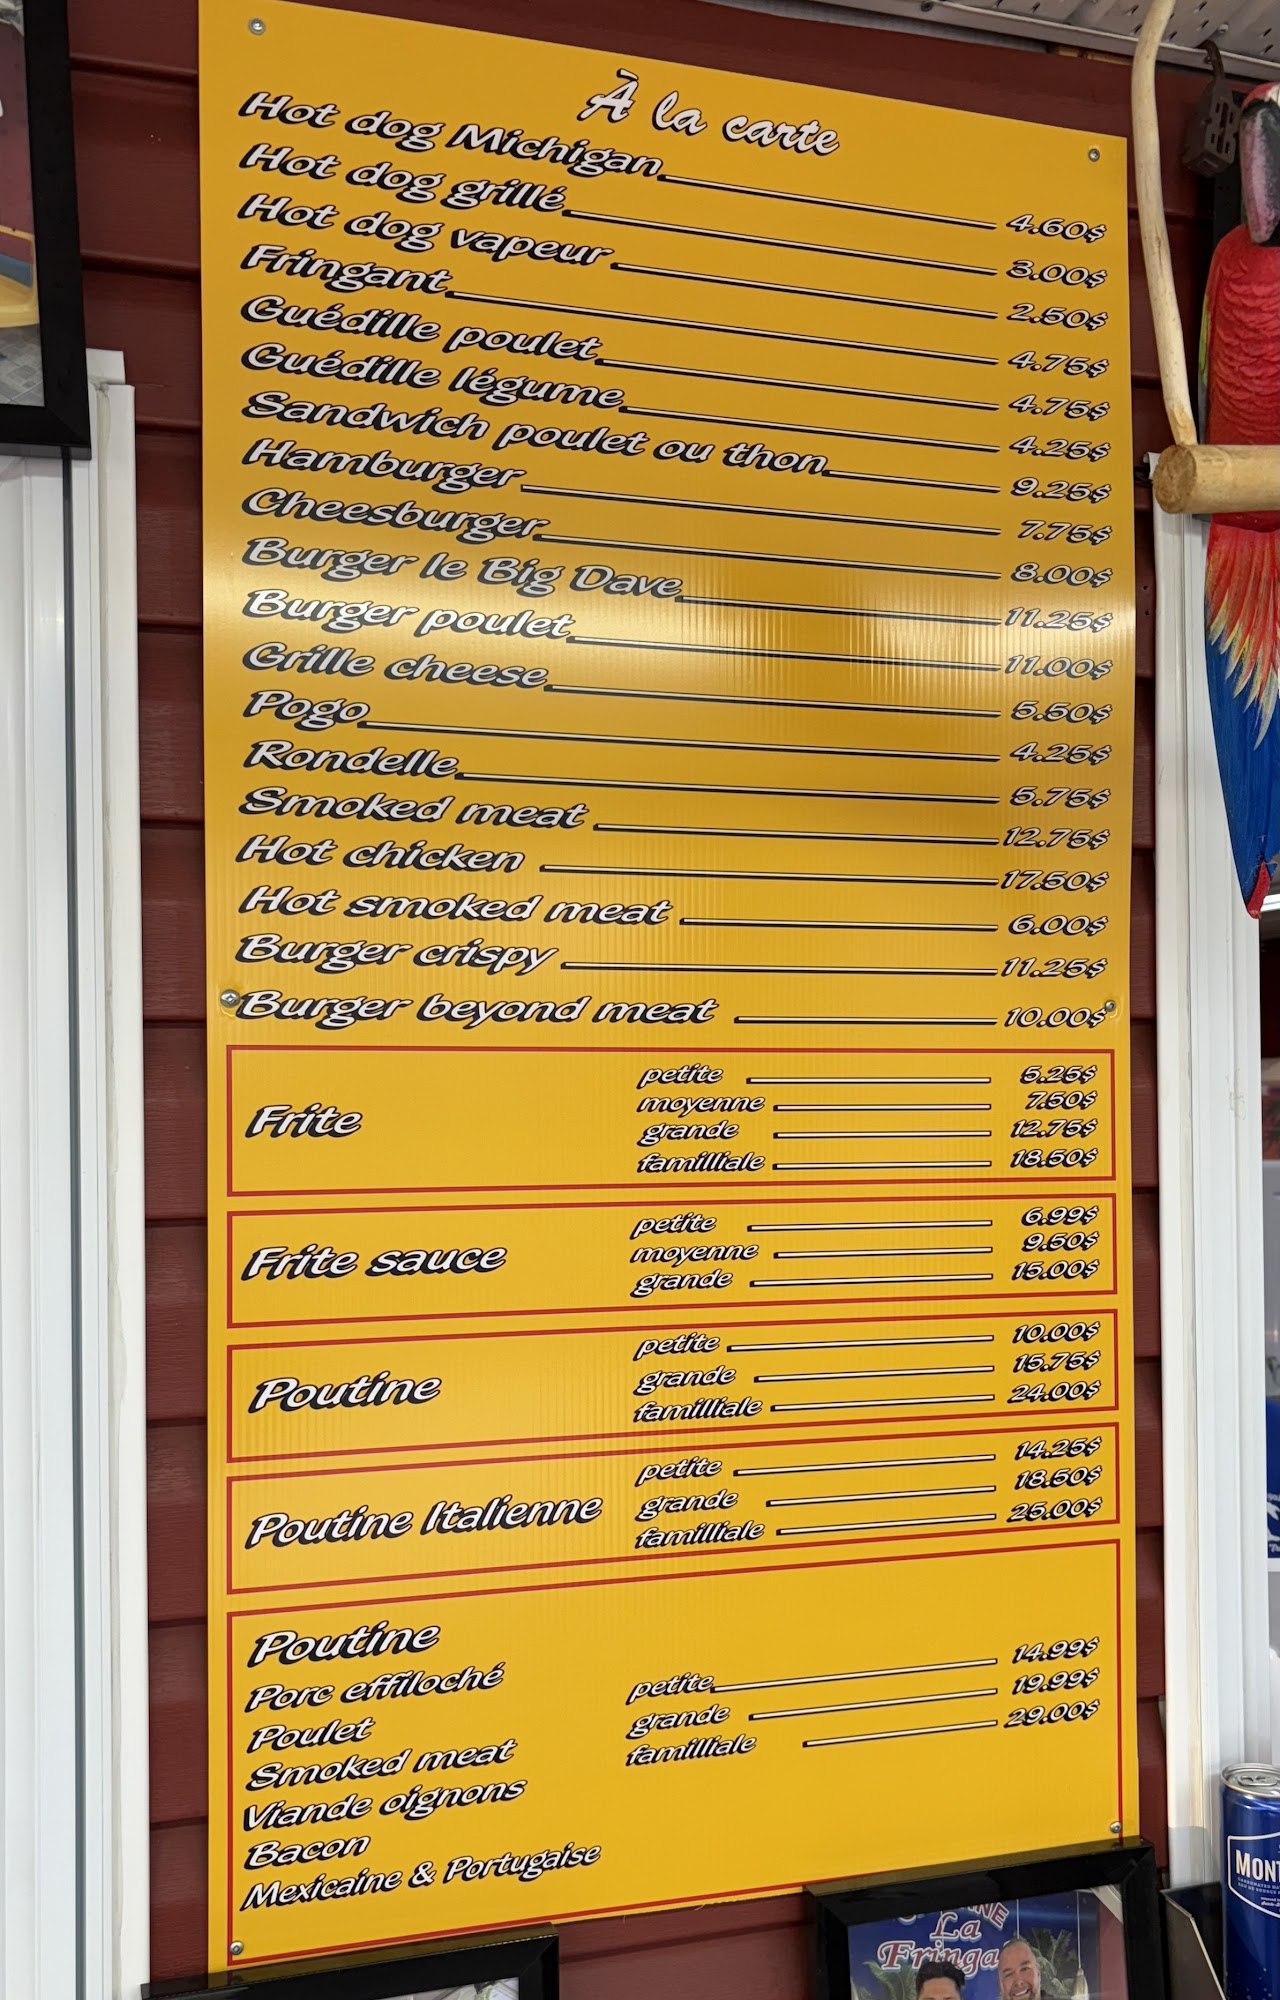 À la carte
Hot dog Michigan 4.60$
Hot dog grillé 3.00$
Hot dog vapeur 2.50$
Fringant 4.75$
Guédille poulet 4.75$
Guédille légume 4.25$
Sandwich poulet ou thon 9.25$
Hamburger 7.75$
Cheesburger 8.00$
Burger le Big Dave 11.25$
Burger poulet 11.00$
Grille cheese 5.50$
Pogo 4.25$
Rondelle 5.75$
Smoked meat 12.75$
Hot chicken 17.50$
Hot smoked meat 6.00$
Burger crispy 11.25$
Burger beyond meat 10.00$
Frite
petite 5.25$
moyenne 7.50$
grande 12.75$
familliale 18.50$
Frite sauce
petite 6.99$
moyenne 9.50$
grande 15.00$
Poutine
petite 10.00$
grande 15.75$
familliale 24.00$
Poutine Italienne
petite 14.25$
grande 18.50$
familliale 25.00$
Poutine
Porc effiloché
Poulet
Smoked meat
Viande oignons
Bacon
Mexicaine & Portugaise
petite 14.99$
grande 19.99$
familliale 29.00$
La